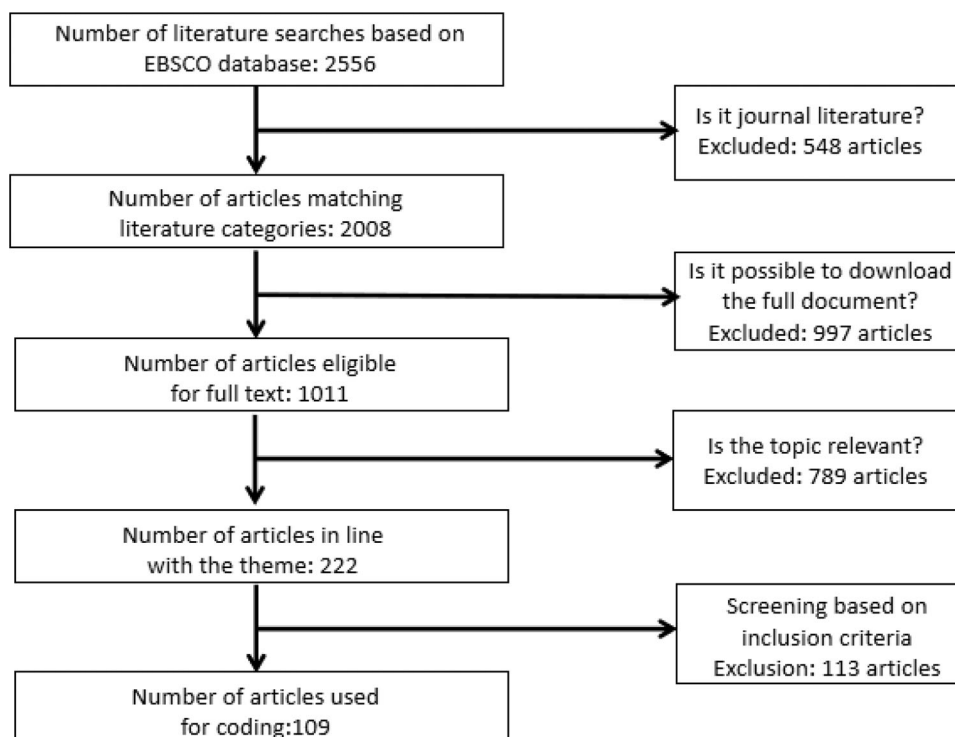 Number of literature searches based on
EBSCO database: 2556
Is it journal literature?
Excluded: 548 articles
Number of articles matching
literature categories: 2008
Is it possible to download
the full document?
Excluded: 997 articles
Number of articles eligible
for full text: 1011
Is the topic relevant?
Excluded: 789 articles
Number of articles in line
with the theme: 222
Screening based on
inclusion criteria
Exclusion: 113 articles
Number of articles used
for coding:109